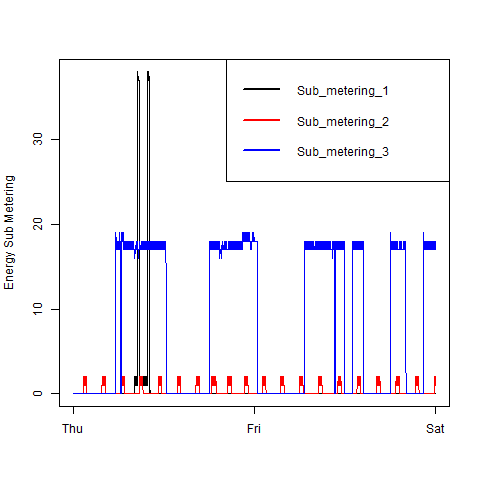 Sub_metering_1
Sub_metering_2
Sub_metering_3
Energy Sub Metering
30
20
10
0
Thu
Fri
Sat